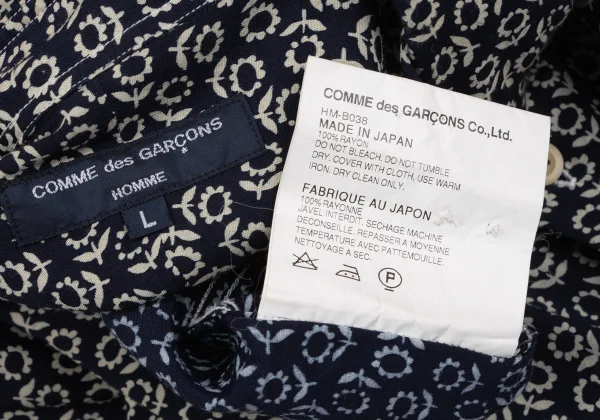 COMME des GARÇONS
HOMME
L
COMME des GARÇONS Co.,Ltd.
HM-B038
MADE IN JAPAN
100% RAYON
DO NOT BLEACH. DO NOT TUMBLE
DRY. COVER WITH CLOTH, USE WARM
IRON. DRY CLEAN ONLY.
FABRIQUE AU JAPON
100% RAYONNE
JAVEL INTERDIT. SECHAGE MACHINE
DECONSEILE. REPASSER A MOYENNE
TEMPERATURE AVEC PATTEMOUILLE.
NETTOYAGE A SEC.
P